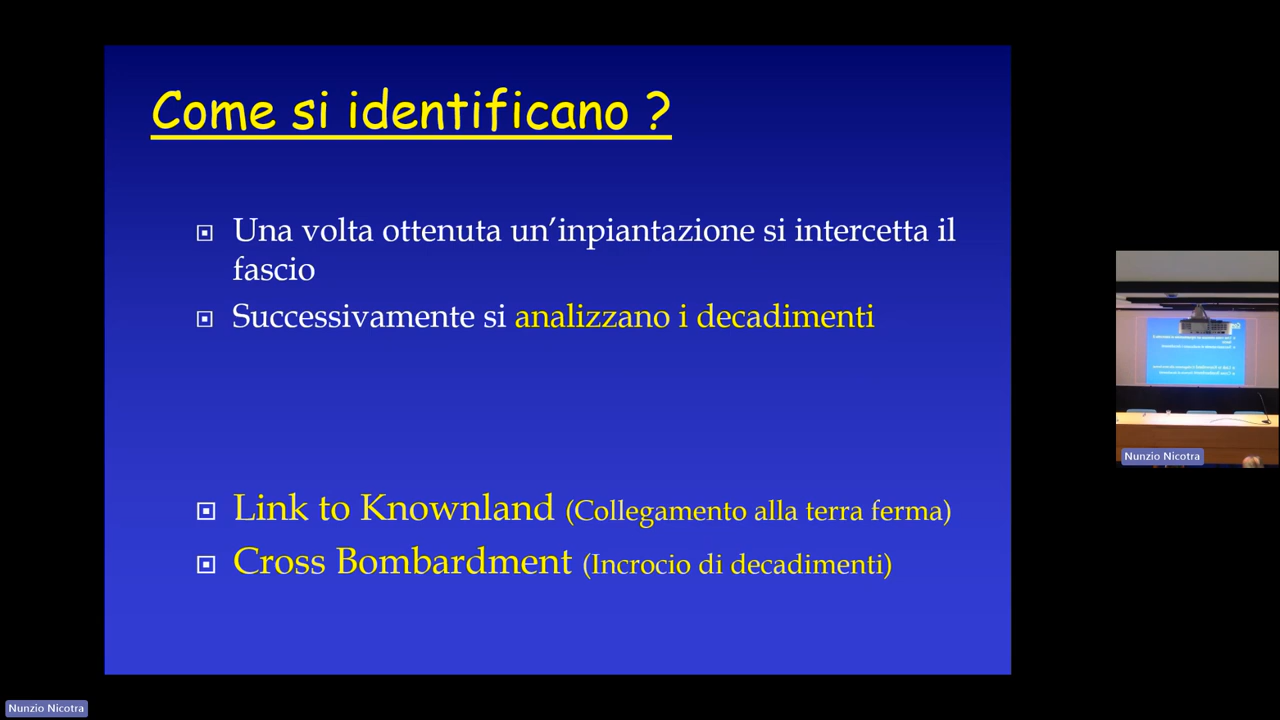 Come si identificano ?
Una volta ottenuta un’inpiantazione si intercetta il
fascio
Successivamente si analizzano i decadimenti
Link to Knownland (Collegamento alla terra ferma)
Cross Bombardment (Incrocio di decadimenti)
Nunzio Nicotra
Nunzio Nicotra